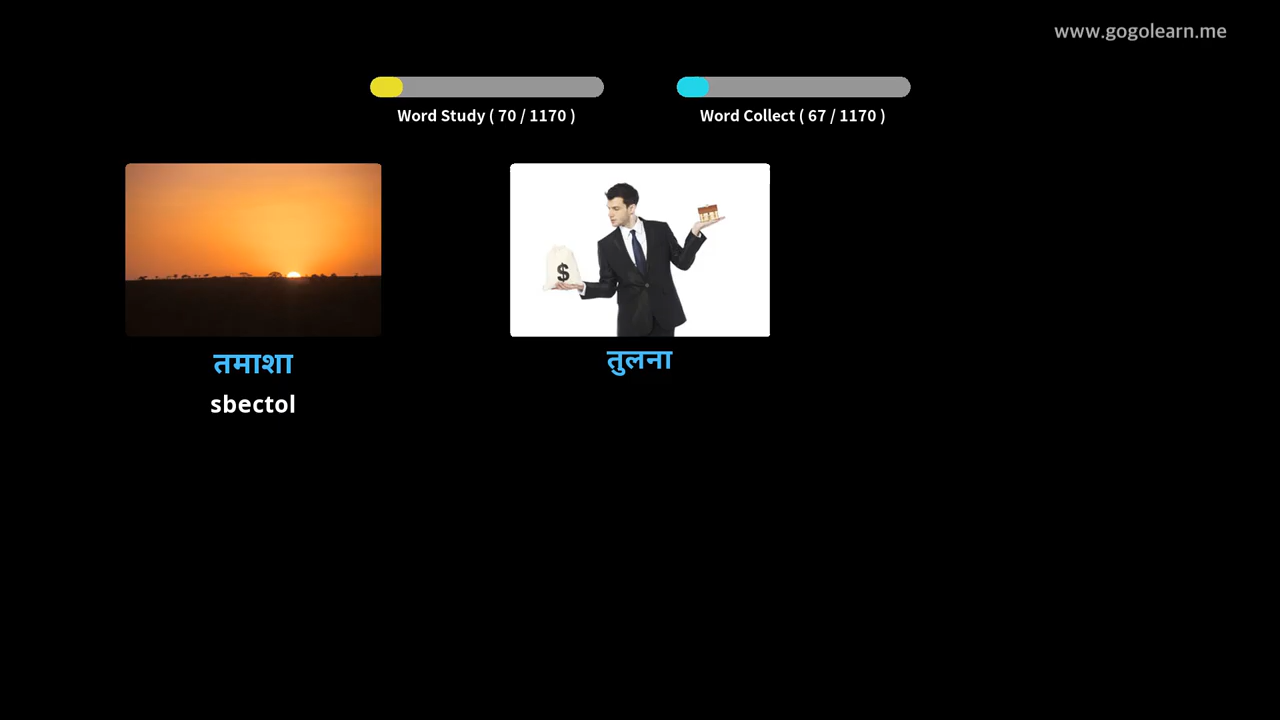 www.gogolearn.me
Word Study ( 70 / 1170 )
Word Collect ( 67 / 1170 )
$
तमाशा
तुलना
sbectol